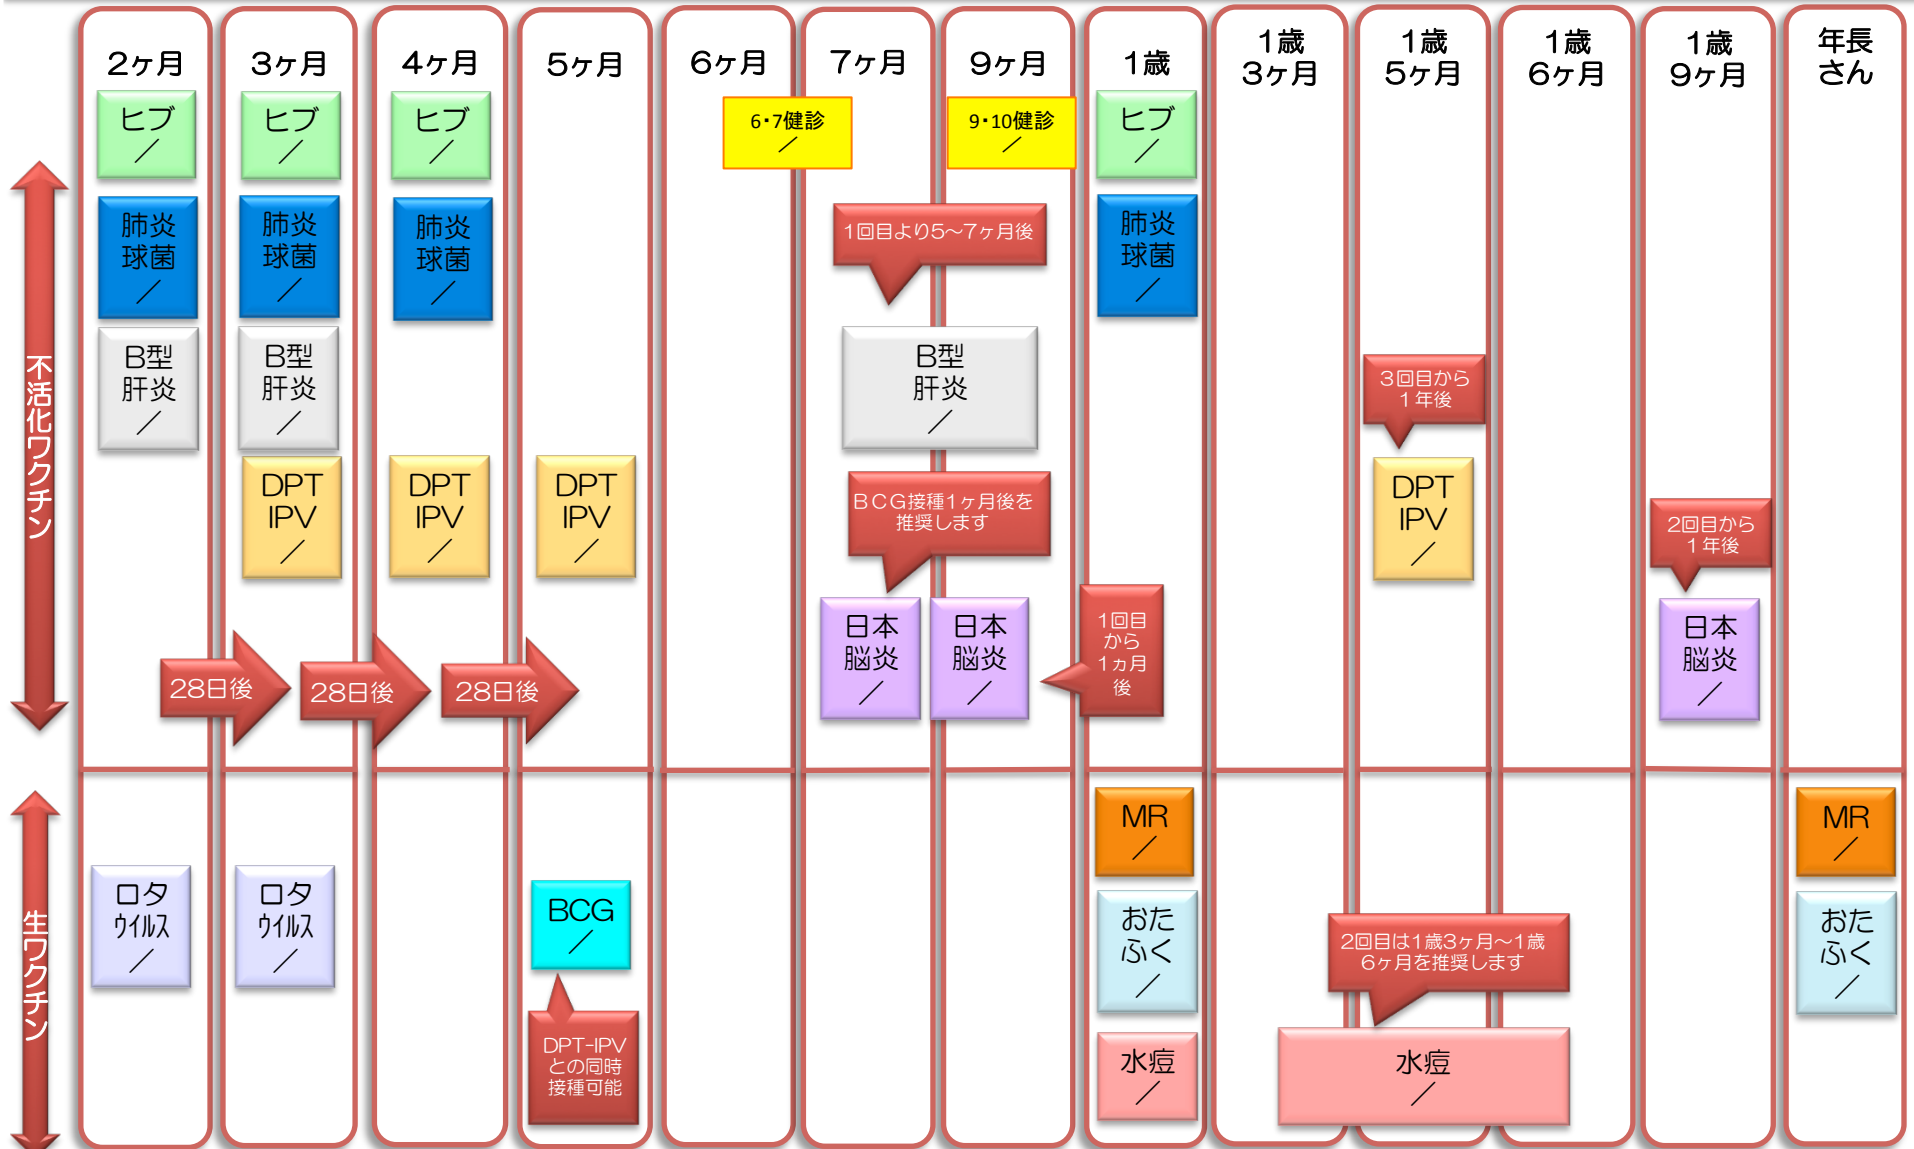 2ヶ月
3ヶ月
4ヶ月
5ヶ月
6ヶ月
7ヶ月
9ヶ月
1歳
1歳
3ヶ月
1歳
5ヶ月
1歳
6ヶ月
1歳
9ヶ月
年長
さん
不活化ワクチン
ヒブ
／
ヒブ
／
ヒブ
／
6・7健診
／
9・10健診
／
ヒブ
／
肺炎
球菌
／
肺炎
球菌
／
肺炎
球菌
／
1回目より5～7ヶ月後
肺炎
球菌
／
B型
肝炎
／
B型
肝炎
／
B型
肝炎
／
3回目から
1年後
DPT
IPV
／
DPT
IPV
／
DPT
IPV
／
BCG接種1ヶ月後を
推奨します
DPT
IPV
／
2回目から
1年後
28日後
28日後
28日後
日本
脳炎
／
日本
脳炎
／
1回目
から
1ヵ月
後
日本
脳炎
／
生ワクチン
MR
／
MR
／
ロタ
ウイルス
／
ロタ
ウイルス
／
BCG
／
DPT-IPV
との同時
接種可能
おた
ふく
／
2回目は1歳3ヶ月～1歳
6ヶ月を推奨します
おた
ふく
／
水痘
／
水痘
／